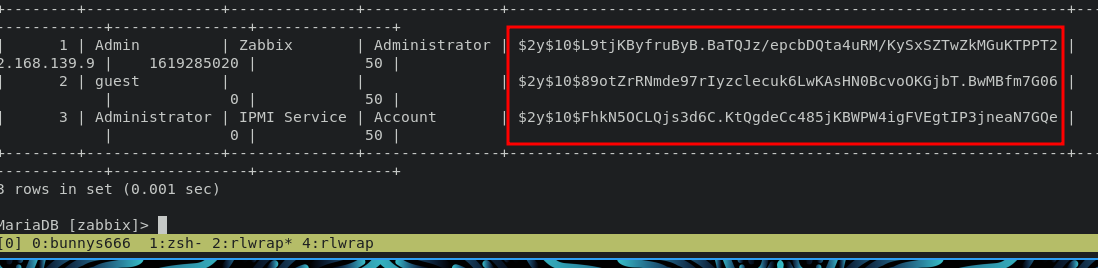 +--------+---------------+---------------+---------------+--------------------------------------------------------------+---
------------+------------+---------------+
|      1 | Admin         | Zabbix        | Administrator | $2y$10$L9tjKByfruByB.BaTQJz/epcbDQta4uRM/KySxSZTwZkMGuKTPPT2 |
2.168.139.9 |    1619285020 |            50 |
|      2 | guest         |               |               | $2y$10$89otZrRNmde97rIyzclecuk6LwKAsHN0BcvoOKGjbT.BwMBfm7G06 |
            |             0 |            50 |
|      3 | Administrator | IPMI Service  | Account       | $2y$10$FhkN5OCLQjs3d6C.KtQgdeCc485jKBWPW4igFVEgtIP3jneaN7GQe |
            |             0 |            50 |
+--------+---------------+---------------+---------------+--------------------------------------------------------------+---
------------+------------+---------------+
3 rows in set (0.001 sec)
MariaDB [zabbix]>
[0] 0:bunnys666  1:zsh- 2:rlwrap* 4:rlwrap